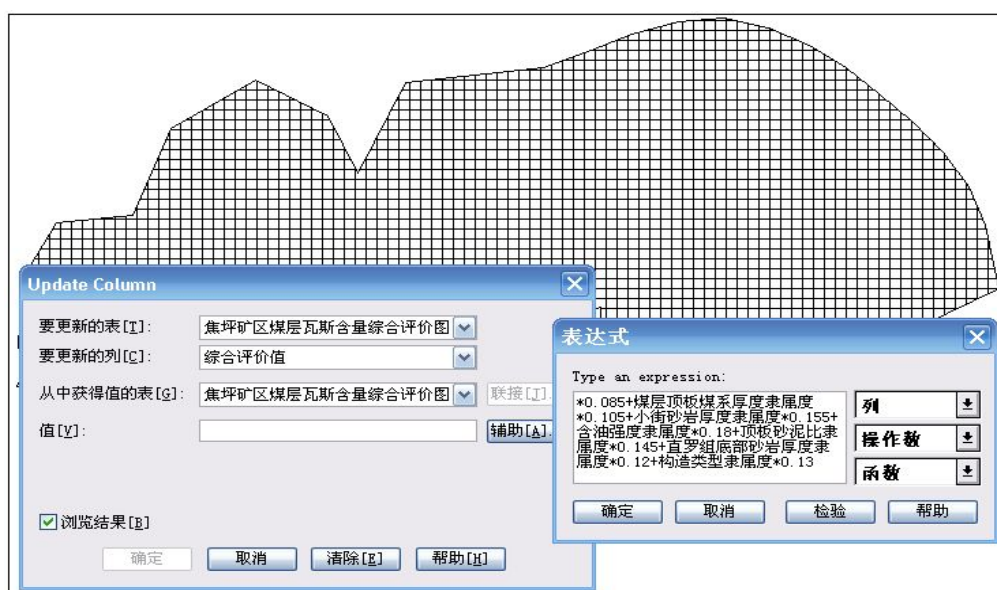 Update Column
要更新的表[T]:
焦坪矿区煤层瓦斯含量综合评价图
要更新的列[C]:
综合评价值
从中获得值的表[G]:
焦坪矿区煤层瓦斯含量综合评价图
联接[J].
值[V]:
辅助[A].
浏览结果[B]
确定
取消
清除[E]
帮助[H]
表达式
Type an expression:
*0.085+煤层顶板煤系厚度隶属度
*0.105+小街砂岩厚度隶属度*0.155+
含油强度隶属度*0.18+顶板砂泥比隶
属度*0.145+直罗组底部砂岩厚度隶
属度*0.12+构造类型隶属度*0.13
列
操作数
函数
确定
取消
检验
帮助